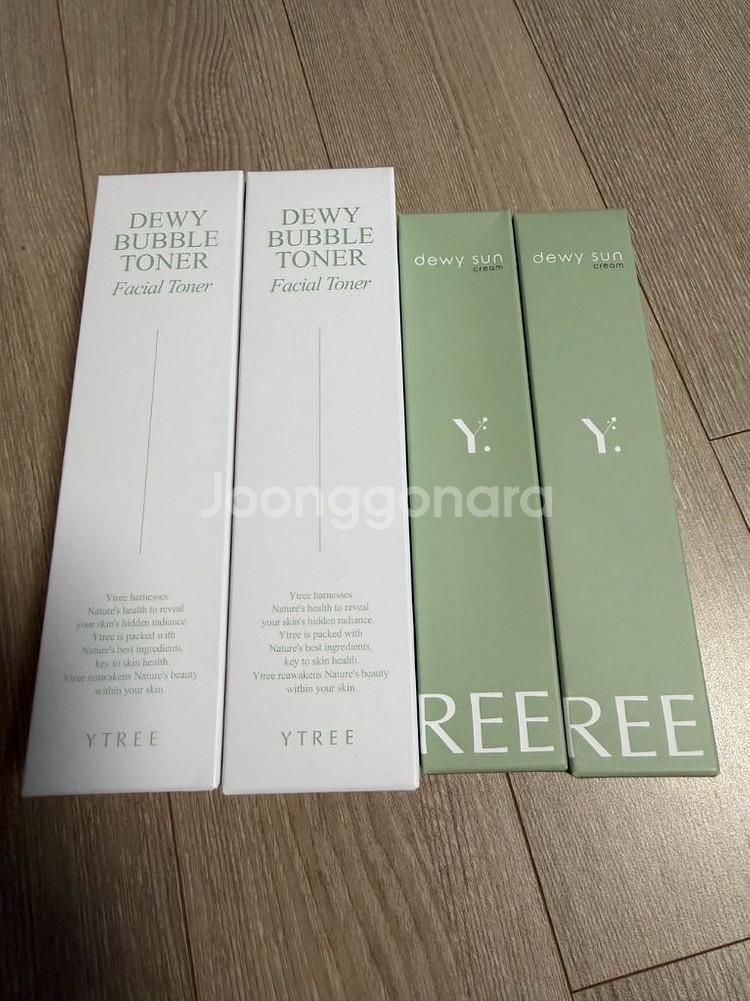 DEWY
BUBBLE
TONER
Facial Toner
Ytree harnesses
Nature's health to reveal
your skin's hidden radiance.
Ytree is packed with
Nature's best ingredients,
key to skin health.
Ytree reawakens Nature's beauty
within your skin.
YTREE
DEWY
BUBBLE
TONER
Facial Toner
Ytree harnesses
Nature's health to reveal
your skin's hidden radiance.
Ytree is packed with
Nature's best ingredients,
key to skin health.
Ytree reawakens Nature's beauty
within your skin.
YTREE
dewy sun
cream
Y.
REE
dewy sun
cream
Y.
REE
Joonggonara